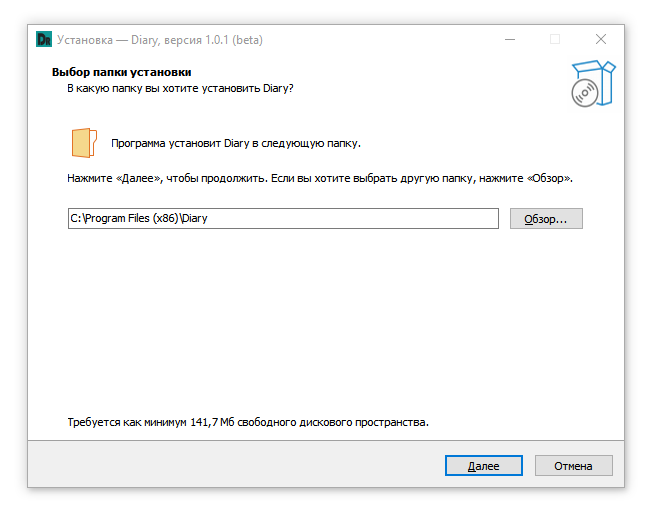 DR Установка — Diary, версия 1.0.1 (beta)
Выбор папки установки
В какую папку вы хотите установить Diary?
Программа установит Diary в следующую папку.
Нажмите «Далее», чтобы продолжить. Если вы хотите выбрать другую папку, нажмите «Обзор».
C:\Program Files (x86)\Diary
Обзор...
Требуется как минимум 141,7 Мб свободного дискового пространства.
Далее
Отмена